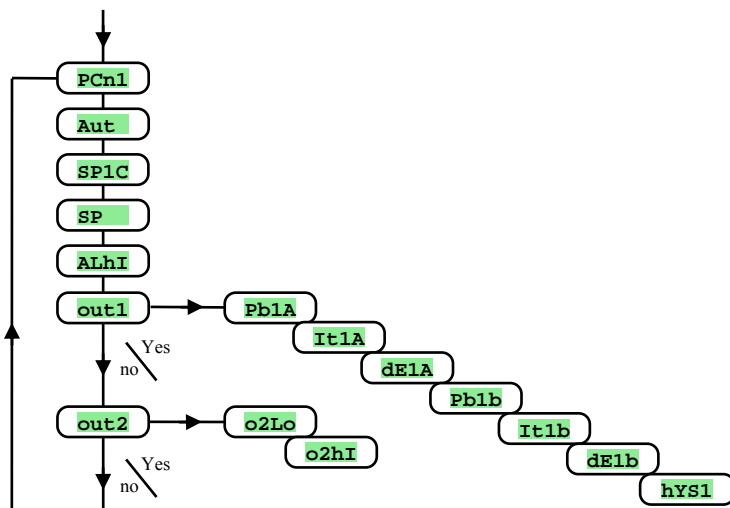 PCn1
Aut
SP1C
SP
ALhI
out1 Pb1A
It1A
Yes
no
dE1A
Pb1b
out2 o2Lo It1b
o2hI dE1b
Yes
no
hYS1